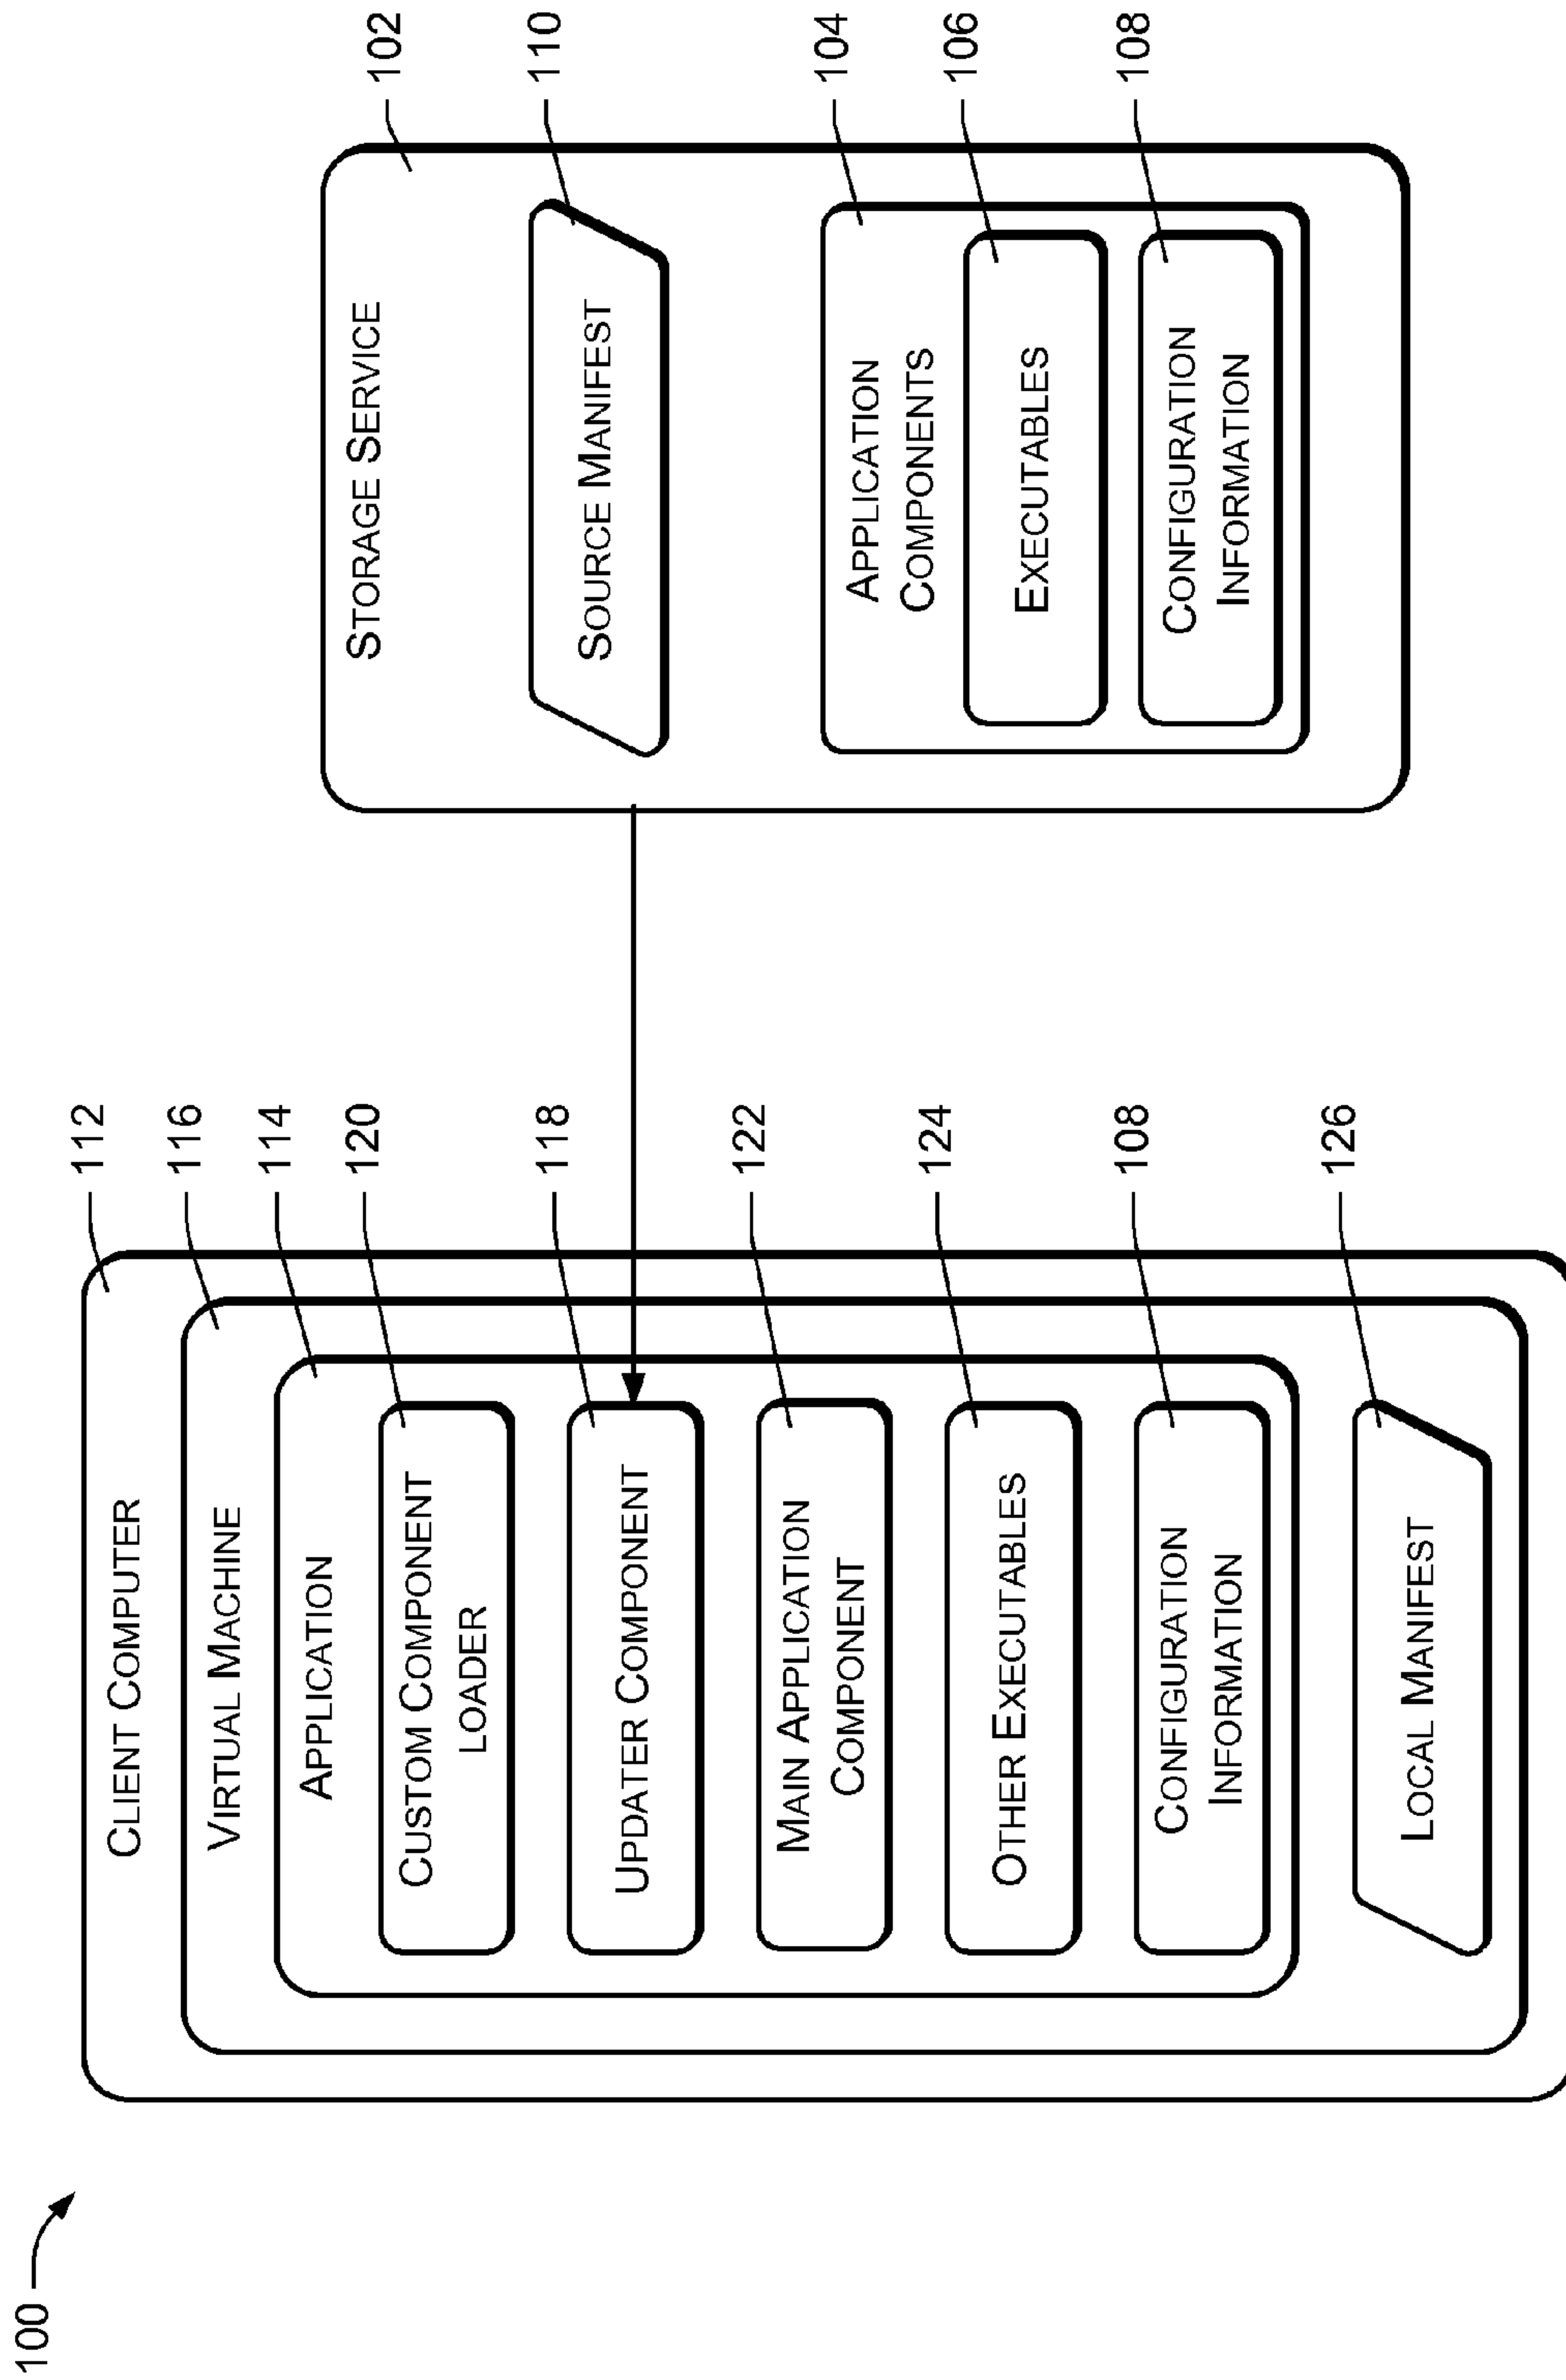 100
CLIENT COMPUTER
112
VIRTUAL MACHINE
116
APPLICATION
114
CUSTOM COMPONENT
LOADER
120
UPDATER COMPONENT
118
MAIN APPLICATION
COMPONENT
122
OTHER EXECUTABLES
124
CONFIGURATION
INFORMATION
108
LOCAL MANIFEST
126
STORAGE SERVICE
102
SOURCE MANIFEST
110
APPLICATION
COMPONENTS
104
EXECUTABLES
106
CONFIGURATION
INFORMATION
108